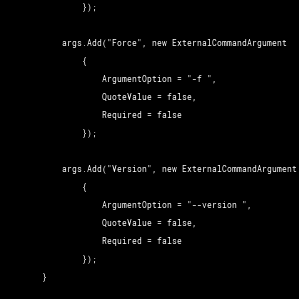 });
args.Add("Force", new ExternalCommandArgument
{
ArgumentOption = "-f ",
QuoteValue = false,
Required = false
});
args.Add("Version", new ExternalCommandArgument
{
ArgumentOption = "--version ",
QuoteValue = false,
Required = false
});
}